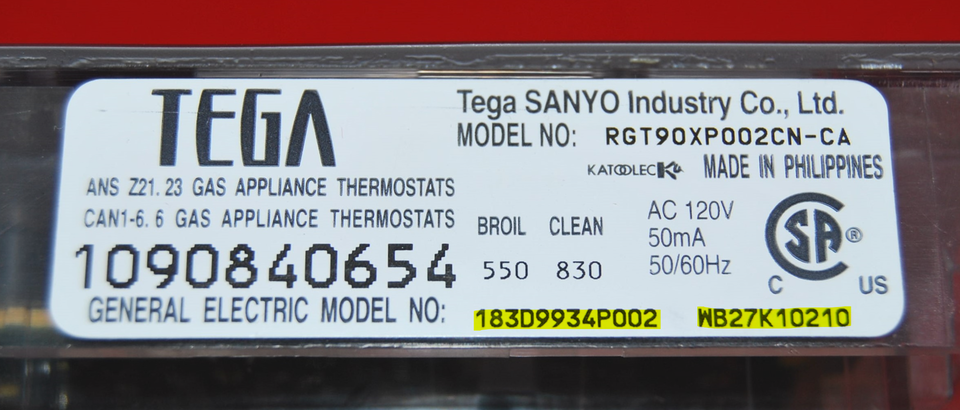 TEGA
Tega SANYO Industry Co., Ltd.
MODEL NO: RGT90XP002CN-CA
KATOOLEC K MADE IN PHILIPPINES
ANS Z21.23 GAS APPLIANCE THERMOSTATS
CAN1-6.6 GAS APPLIANCE THERMOSTATS
1090840654
BROIL CLEAN
550 830
AC 120V
50mA
50/60Hz
SA ®
C US
GENERAL ELECTRIC MODEL NO: 183D9934P002 WB27K10210